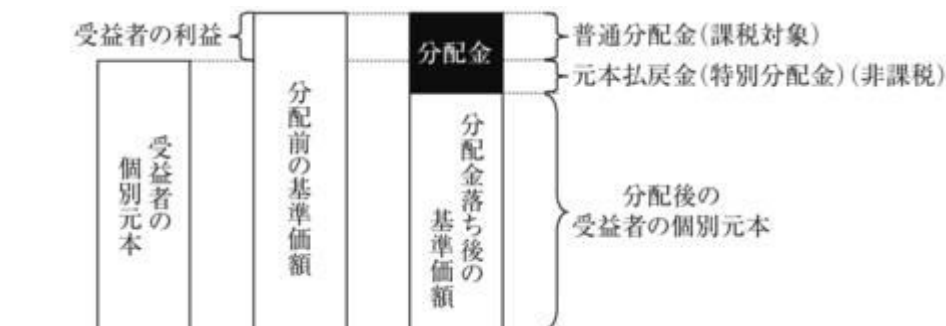 受益者の利益
分配金
普通分配金(課税対象)
元本払戻金(特別分配金)(非課税)
受益者の
個別元本
分配前の基準価額
分配金落ち後の
基準価額
分配後の
受益者の個別元本